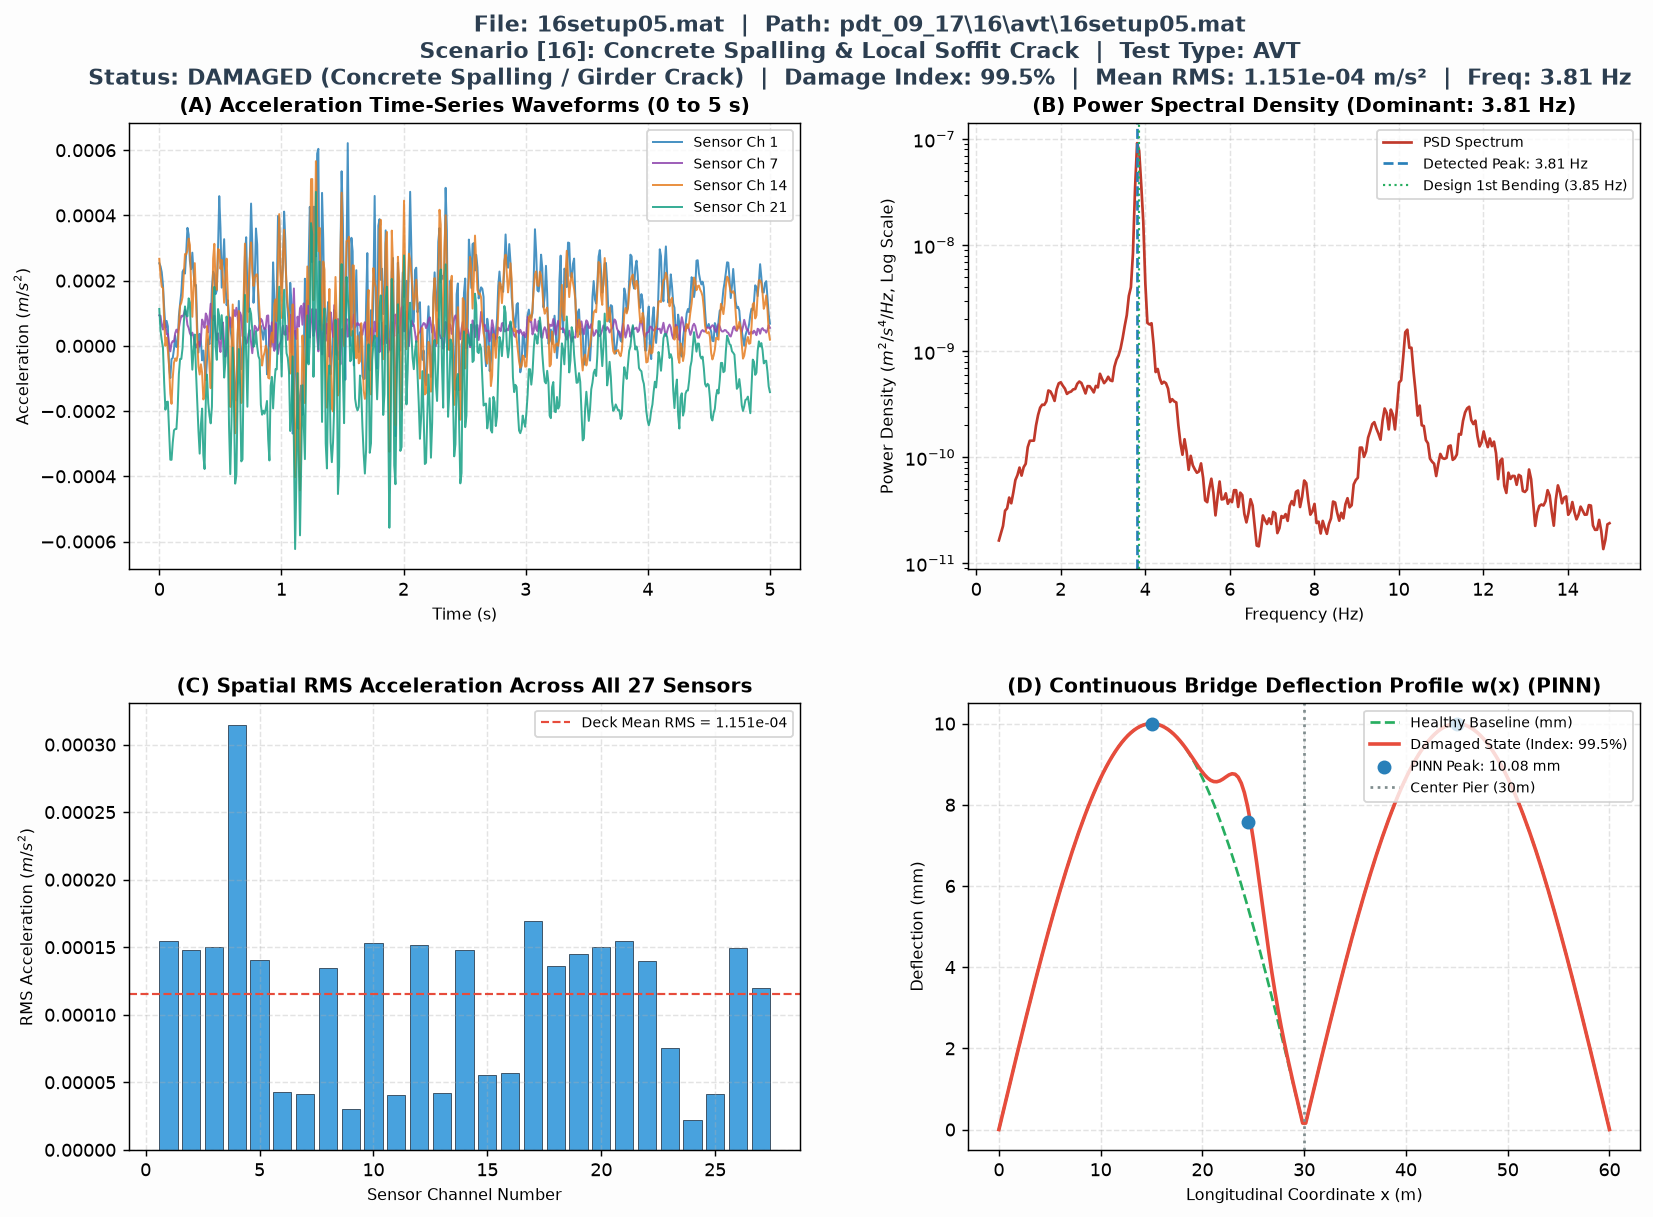 File: 16setup05.mat | Path: pdt_09_17\16\avt\16setup05.mat
Scenario [16]: Concrete Spalling & Local Soffit Crack | Test Type: AVT
Status: DAMAGED (Concrete Spalling / Girder Crack) | Damage Index: 99.5% | Mean RMS: 1.151e-04 m/s² | Freq: 3.81 Hz
(A) Acceleration Time-Series Waveforms (0 to 5 s)
Acceleration (m/s²)
0.0006
0.0004
0.0002
0.0000
−0.0002
−0.0004
−0.0006
Sensor Ch 1
Sensor Ch 7
Sensor Ch 14
Sensor Ch 21
0 1 2 3 4 5
Time (s)
(B) Power Spectral Density (Dominant: 3.81 Hz)
Power Density (m²/s⁴/Hz, Log Scale)
10⁻⁷
10⁻⁸
10⁻⁹
10⁻¹⁰
10⁻¹¹
PSD Spectrum
Detected Peak: 3.81 Hz
Design 1st Bending (3.85 Hz)
0 2 4 6 8 10 12 14
Frequency (Hz)
(C) Spatial RMS Acceleration Across All 27 Sensors
RMS Acceleration (m/s²)
0.00030
0.00025
0.00020
0.00015
0.00010
0.00005
0.00000
Deck Mean RMS = 1.151e-04
0 5 10 15 20 25
Sensor Channel Number
(D) Continuous Bridge Deflection Profile w(x) (PINN)
Deflection (mm)
10
8
6
4
2
0
Healthy Baseline (mm)
Damaged State (Index: 99.5%)
PINN Peak: 10.08 mm
Center Pier (30m)
0 10 20 30 40 50 60
Longitudinal Coordinate x (m)